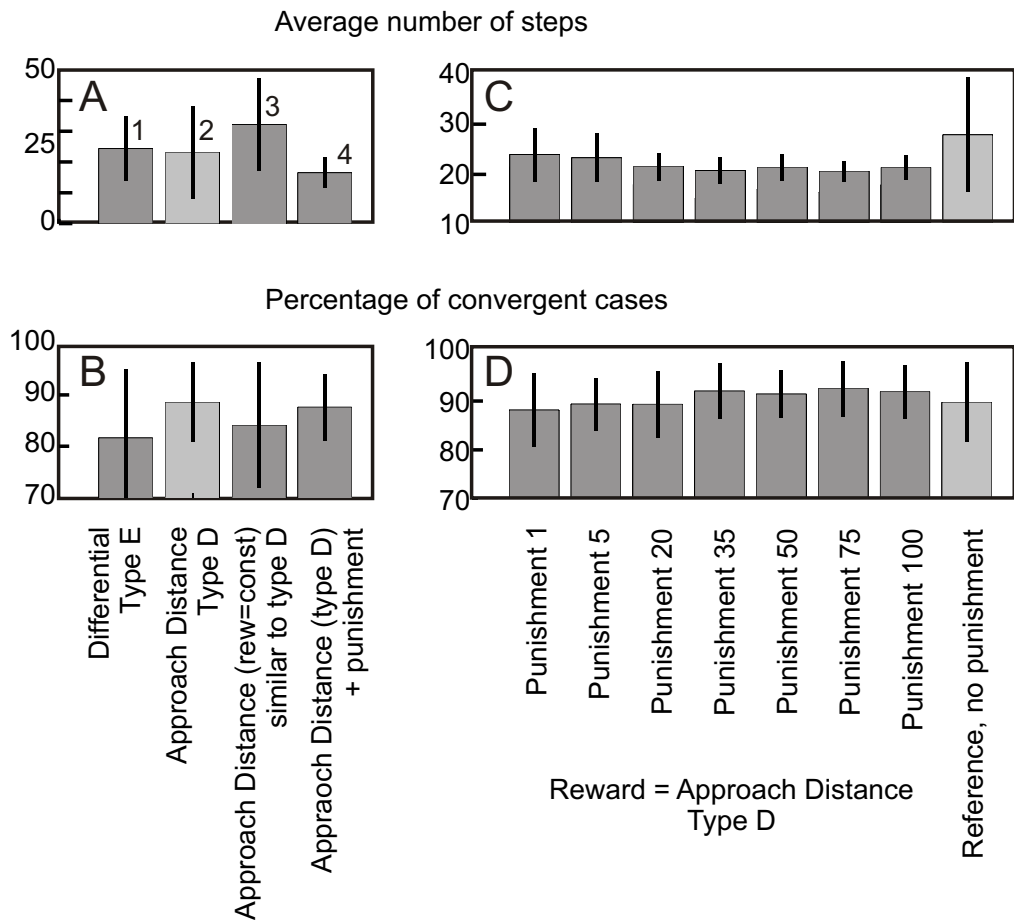 Average number of steps
50
25
0
A
1
2
3
4
40
30
20
10
C
Percentage of convergent cases
100
90
80
70
B
100
90
80
70
D
Differential
Type E
Approach Distance
Type D
Approach Distance (rew=const)
similar to type D
Appraoch Distance (type D)
+ punishment
Punishment 1
Punishment 5
Punishment 20
Punishment 35
Punishment 50
Punishment 75
Punishment 100
Reference, no punishment
Reward = Approach Distance
Type D